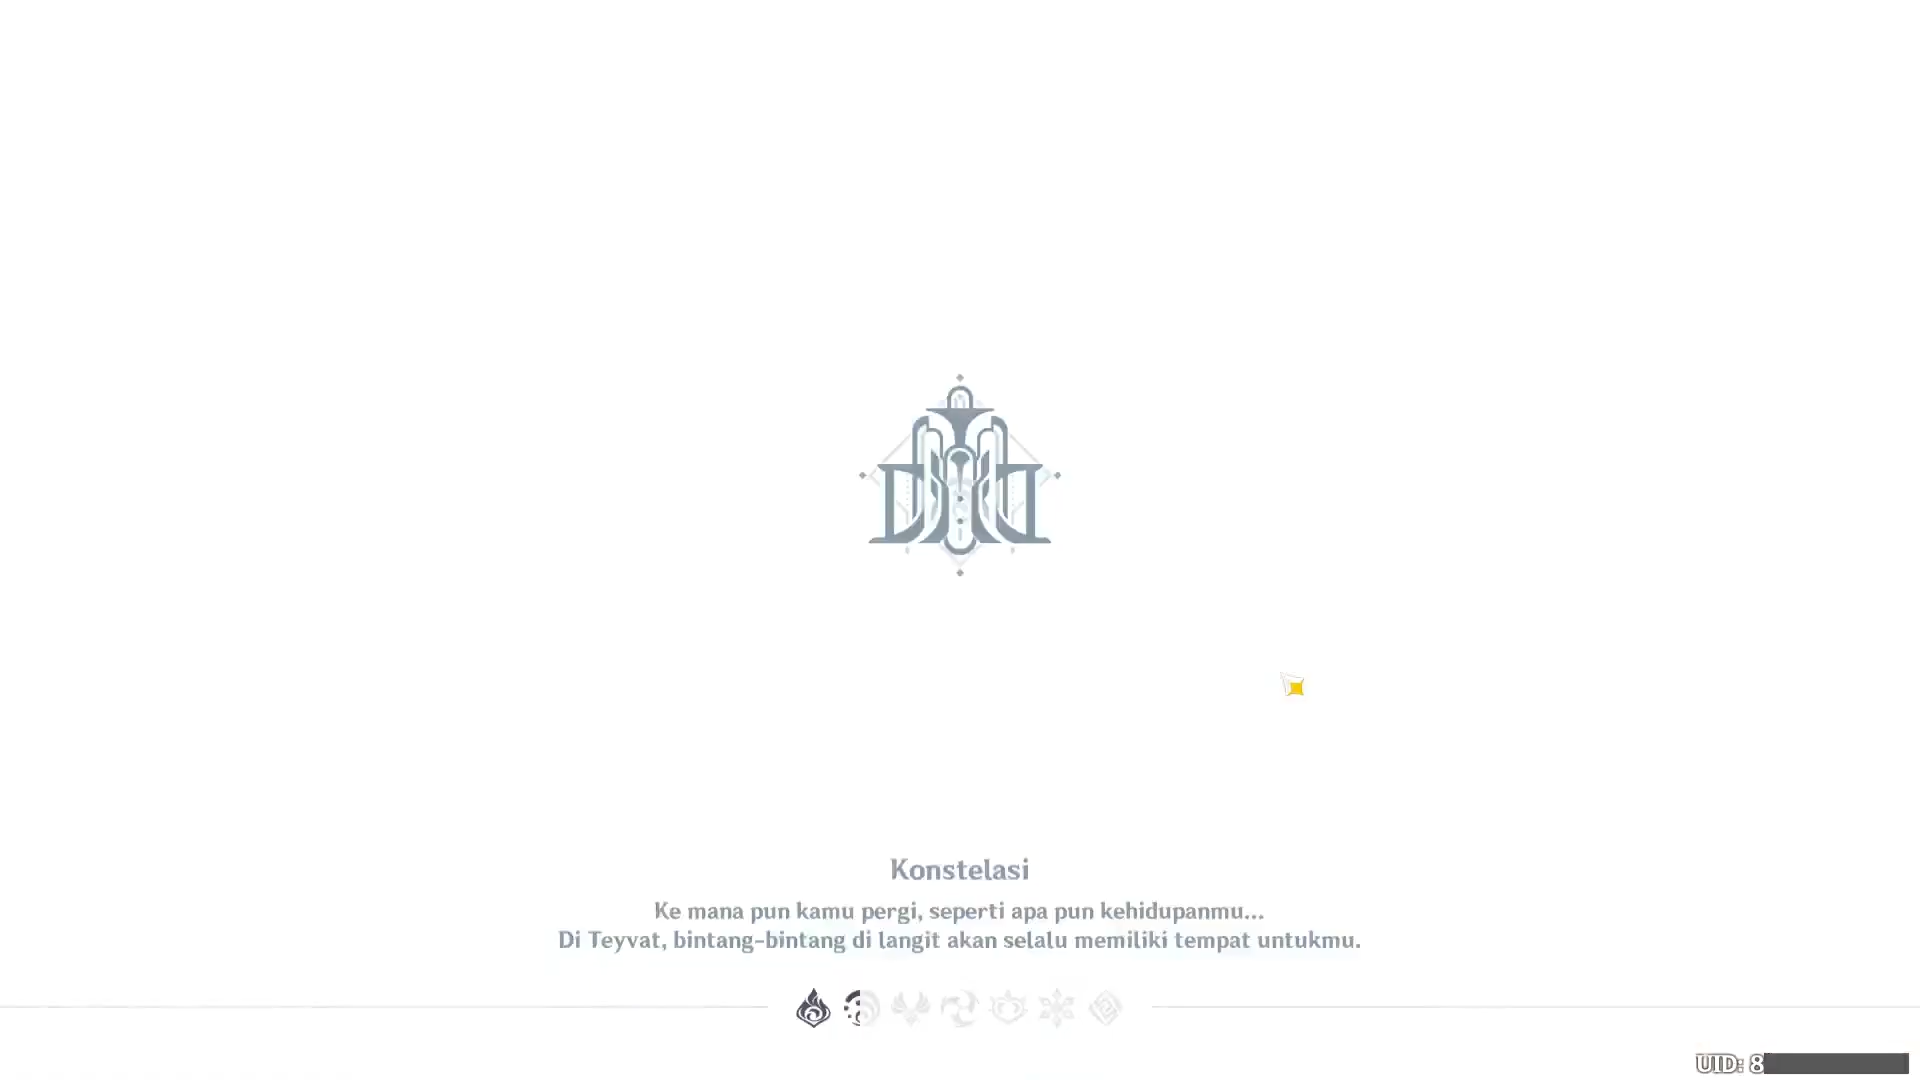 Konstelasi
Ke mana pun kamu pergi, seperti apa pun kehidupanmu...
Di Teyvat, bintang-bintang di langit akan selalu memiliki tempat untukmu.
UID: 8